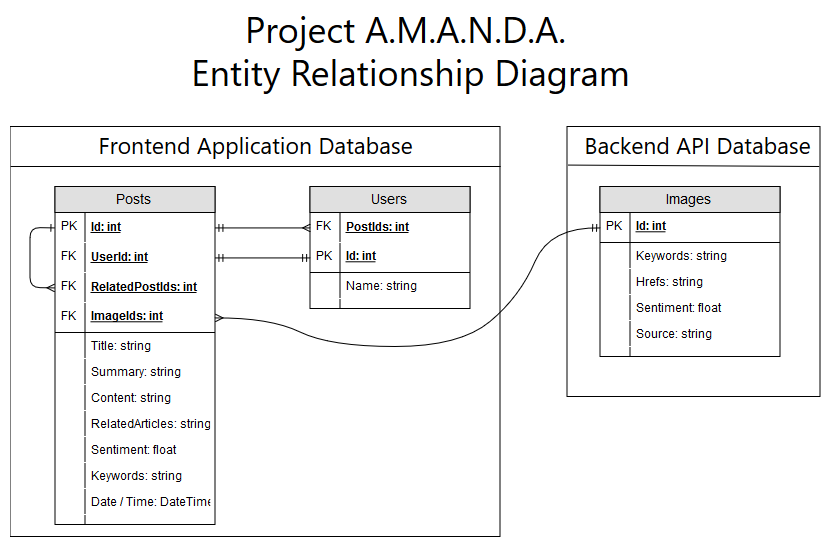 Project A.M.A.N.D.A.
Entity Relationship Diagram
Frontend Application Database
Posts
PK Id: int
FK UserId: int
FK RelatedPostIds: int
FK ImageIds: int
Title: string
Summary: string
Content: string
RelatedArticles: string
Sentiment: float
Keywords: string
Date / Time: DateTime
Users
FK PostIds: int
PK Id: int
Name: string
Backend API Database
Images
PK Id: int
Keywords: string
Hrefs: string
Sentiment: float
Source: string